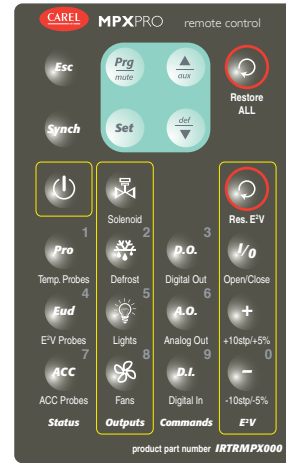 CAREL MPXPRO remote control
Esc Prg mute aux
Restore ALL
Synch Set def
Solenoid Res. E²V
1 2 3
Pro D.O. I/0
Temp. Probes Defrost Digital Out Open/Close
4 5 6
Eud A.O. +
E²V Probes Lights Analog Out +10stp/+5%
7 8 9 0
ACC D.I. -
ACC Probes Fans Digital In -10stp/-5%
Status Outputs Commands E²V
product part number IRTRMPX000